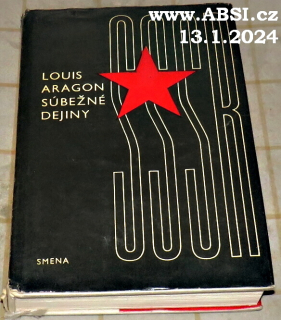 www.ABSI.cz
13.1.2024
LOUIS
ARAGON
SÚBEŽNÉ
DEJINY
SSSR
SMENA